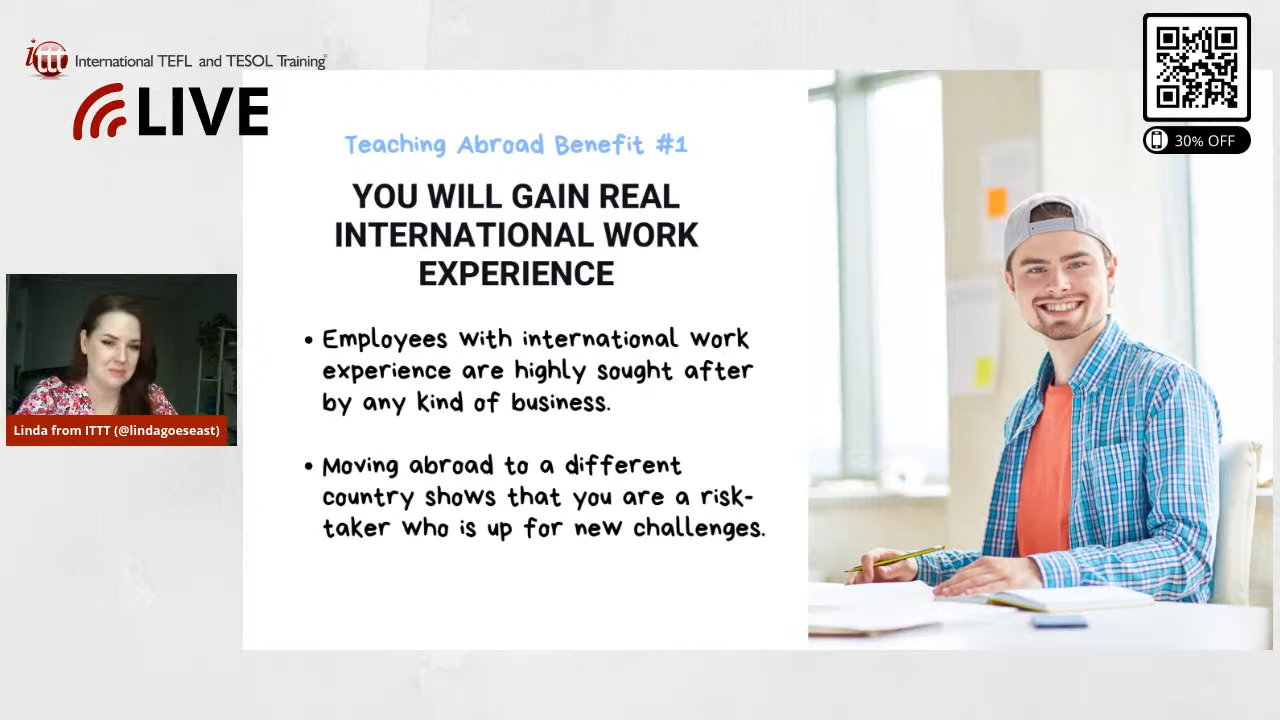 ittt International TEFL and TESOL Training
LIVE
30% OFF
Teaching Abroad Benefit #1
YOU WILL GAIN REAL
INTERNATIONAL WORK
EXPERIENCE
• Employees with international work
experience are highly sought after
by any kind of business.
• Moving abroad to a different
country shows that you are a risk-
taker who is up for new challenges.
Linda from ITTT (@lindagoeseast)